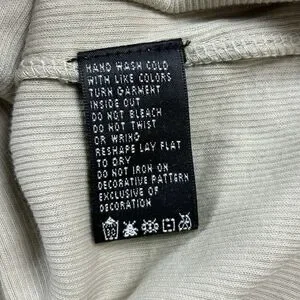 HAND WASH COLD
WITH LIKE COLORS
TURN GARMENT
INSIDE OUT
DO NOT BLEACH
DO NOT TWIST
OR WRING
RESHAPE LAY FLAT
TO DRY
DO NOT IRON ON
DECORATIVE PATTERN
EXCLUSIVE OF
DECORATION